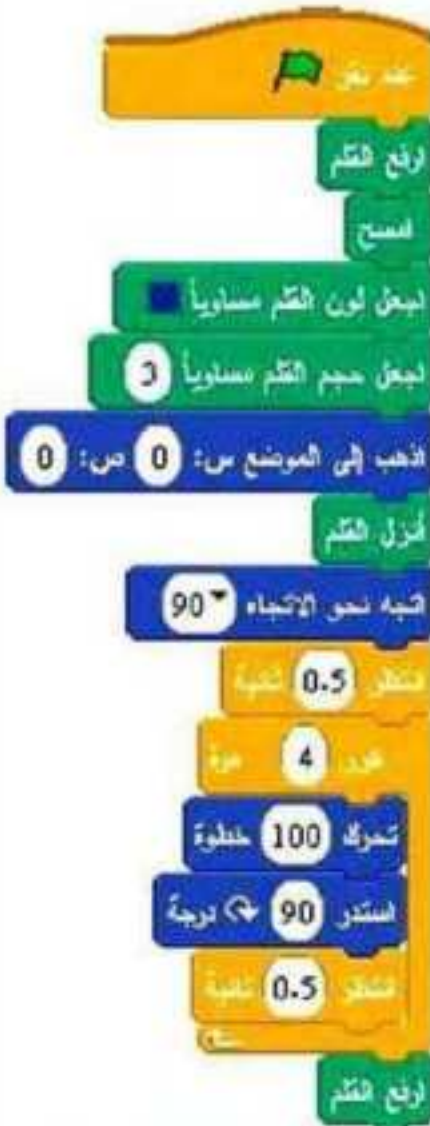 عند نقر
ارفع القلم
امسح
اجعل لون القلم مساوياً
اجعل حجم القلم مساوياً 3
اذهب إلى الموضع س: 0 ص: 0
أنزل القلم
اتجه نحو الاتجاه 90
انتظر 0.5 ثانية
كرر 4 مرة
تحرك 100 خطوة
استدر 90 درجة
انتظر 0.5 ثانية
ارفع القلم